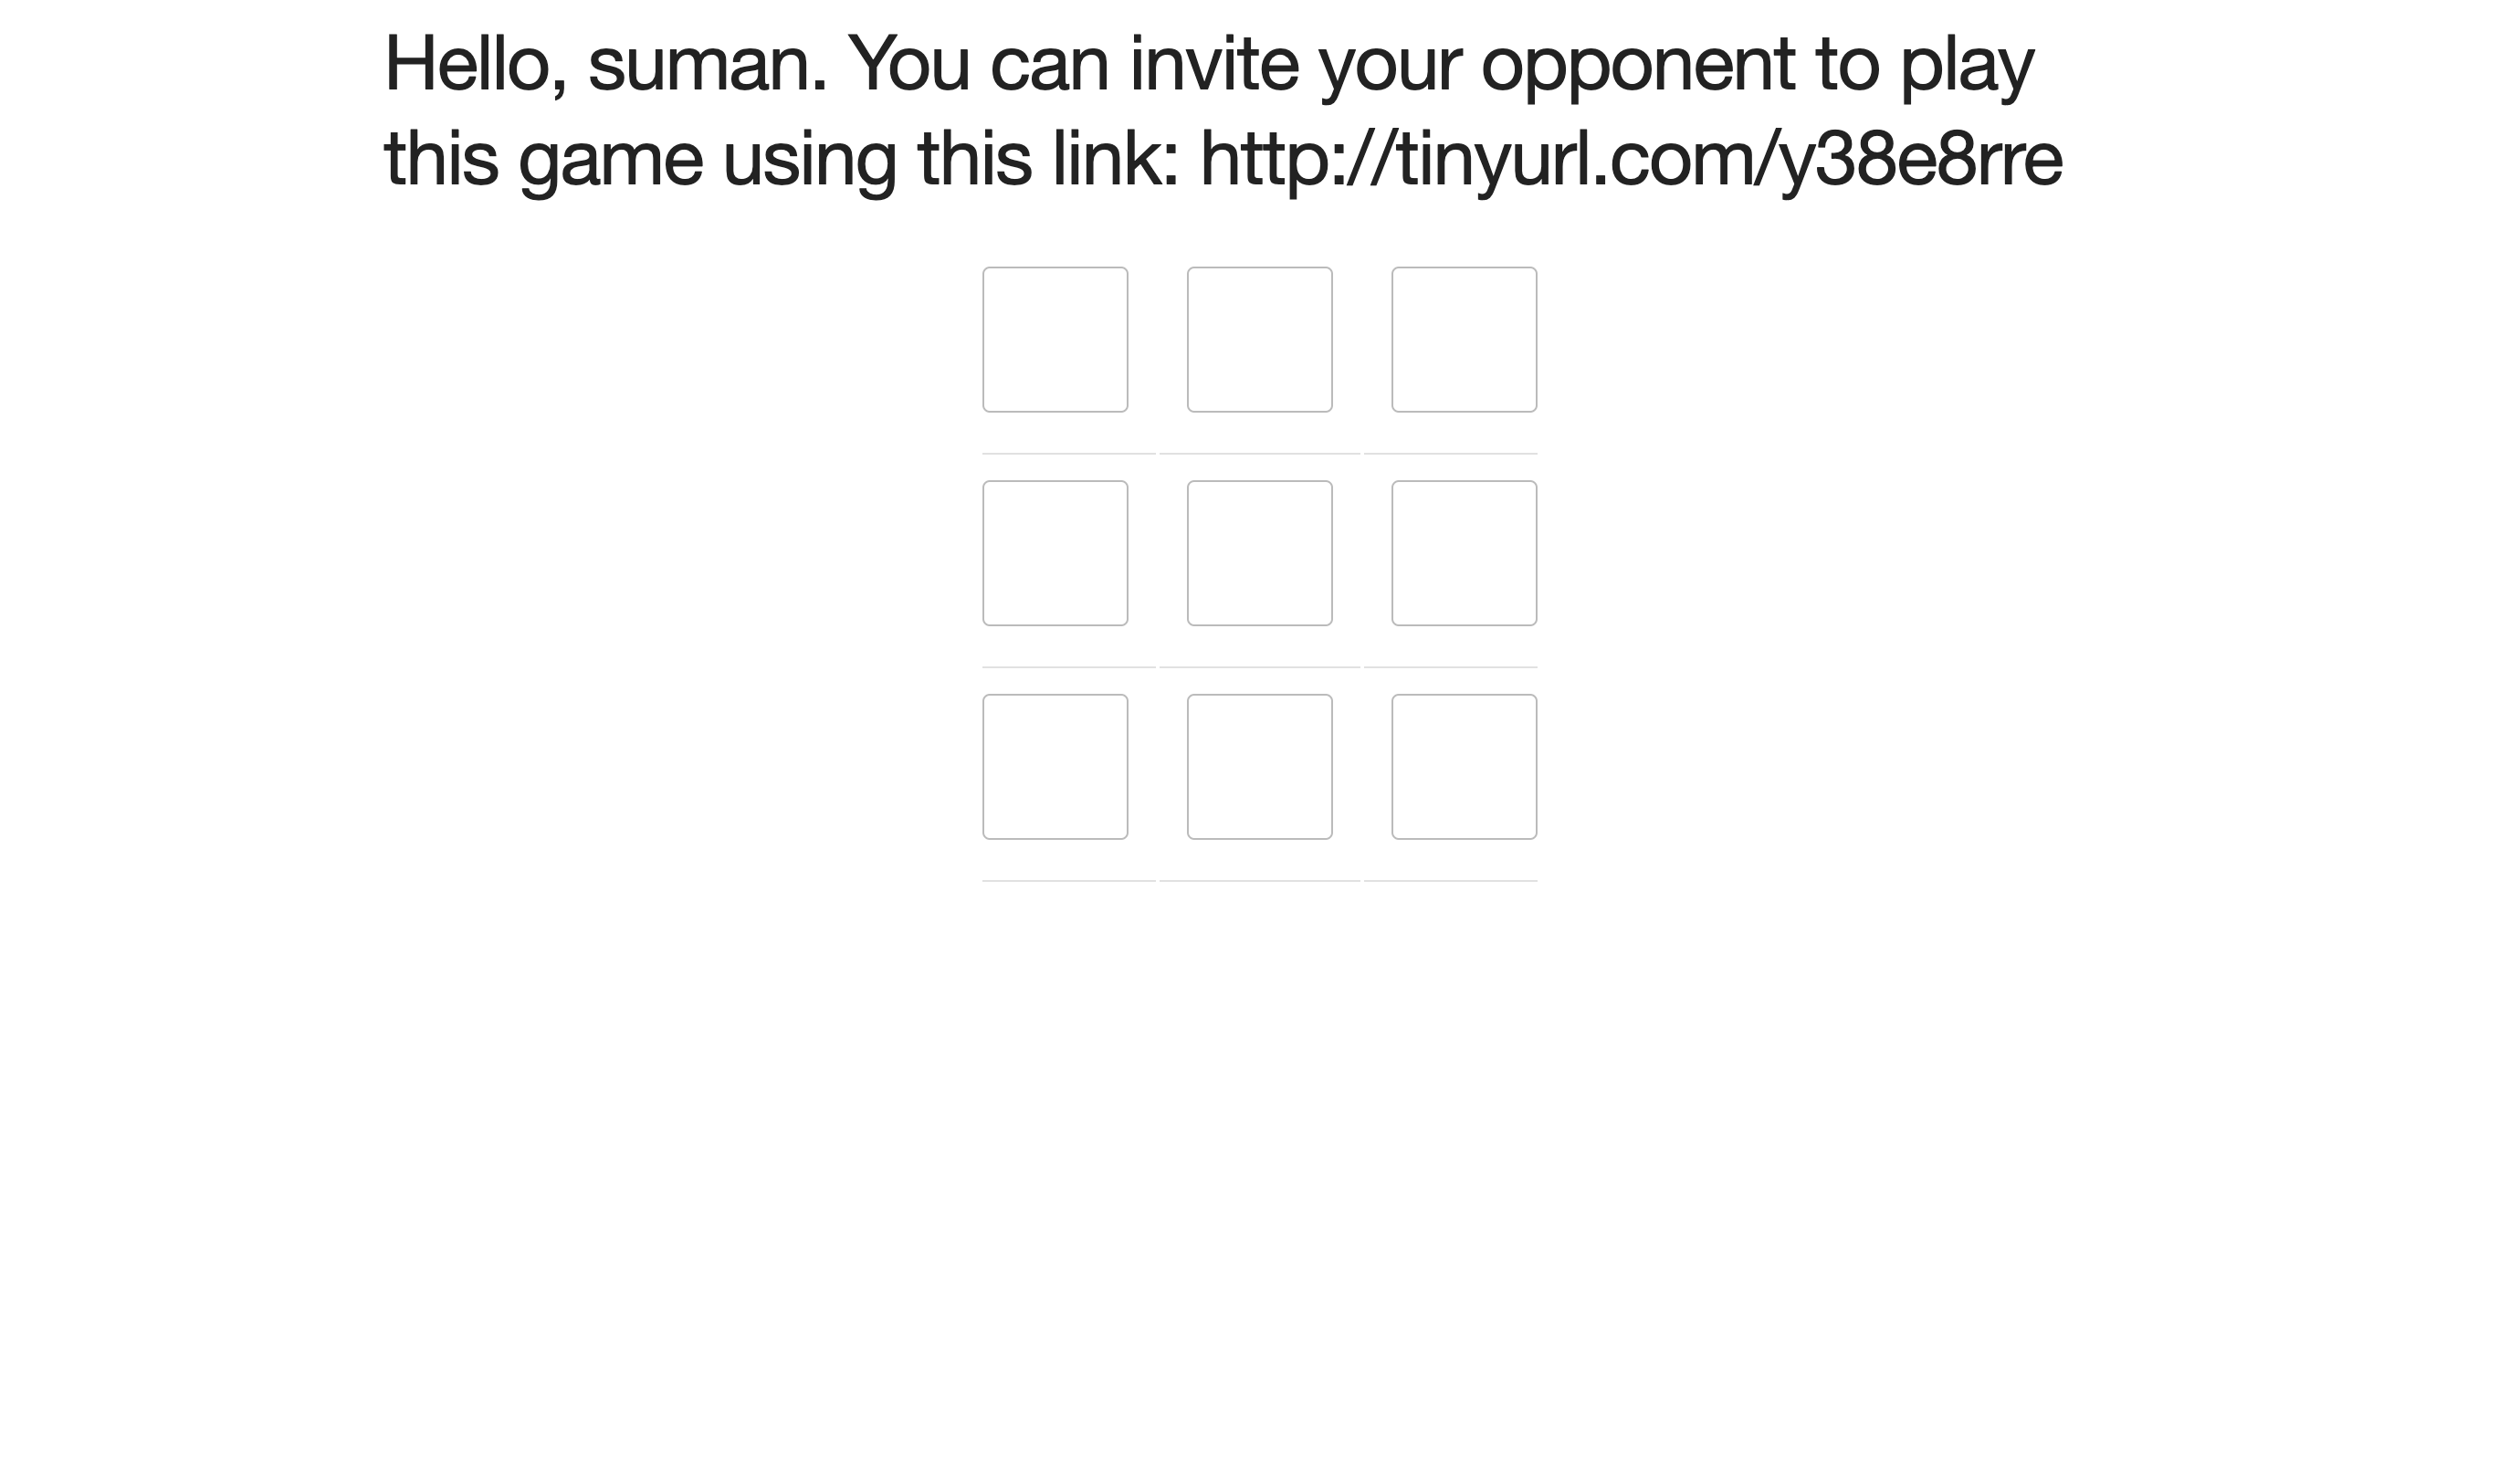 Hello, suman. You can invite your opponent to play
this game using this link: http://tinyurl.com/y38e8rre